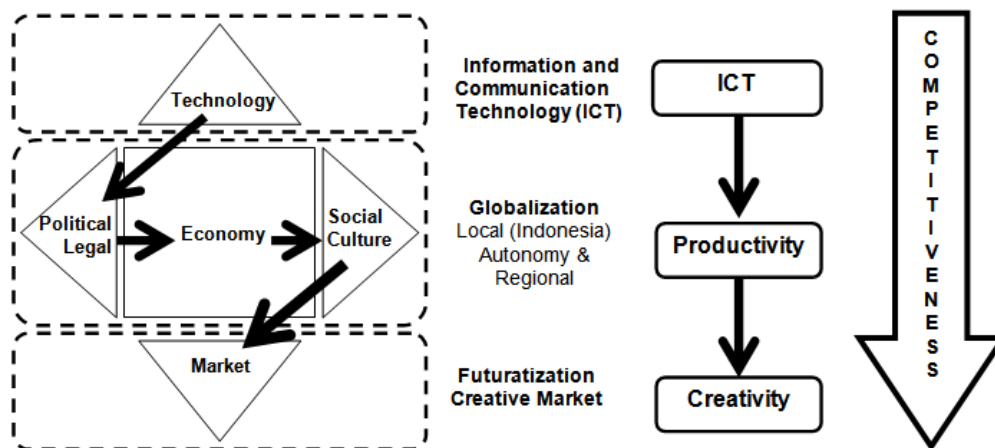 Technology
Political
Legal
Economy
Social
Culture
Market
Information and
Communication
Technology (ICT)
Globalization
Local (Indonesia)
Autonomy &
Regional
Futuratization
Creative Market
ICT
Productivity
Creativity
COMPETITIVENESS